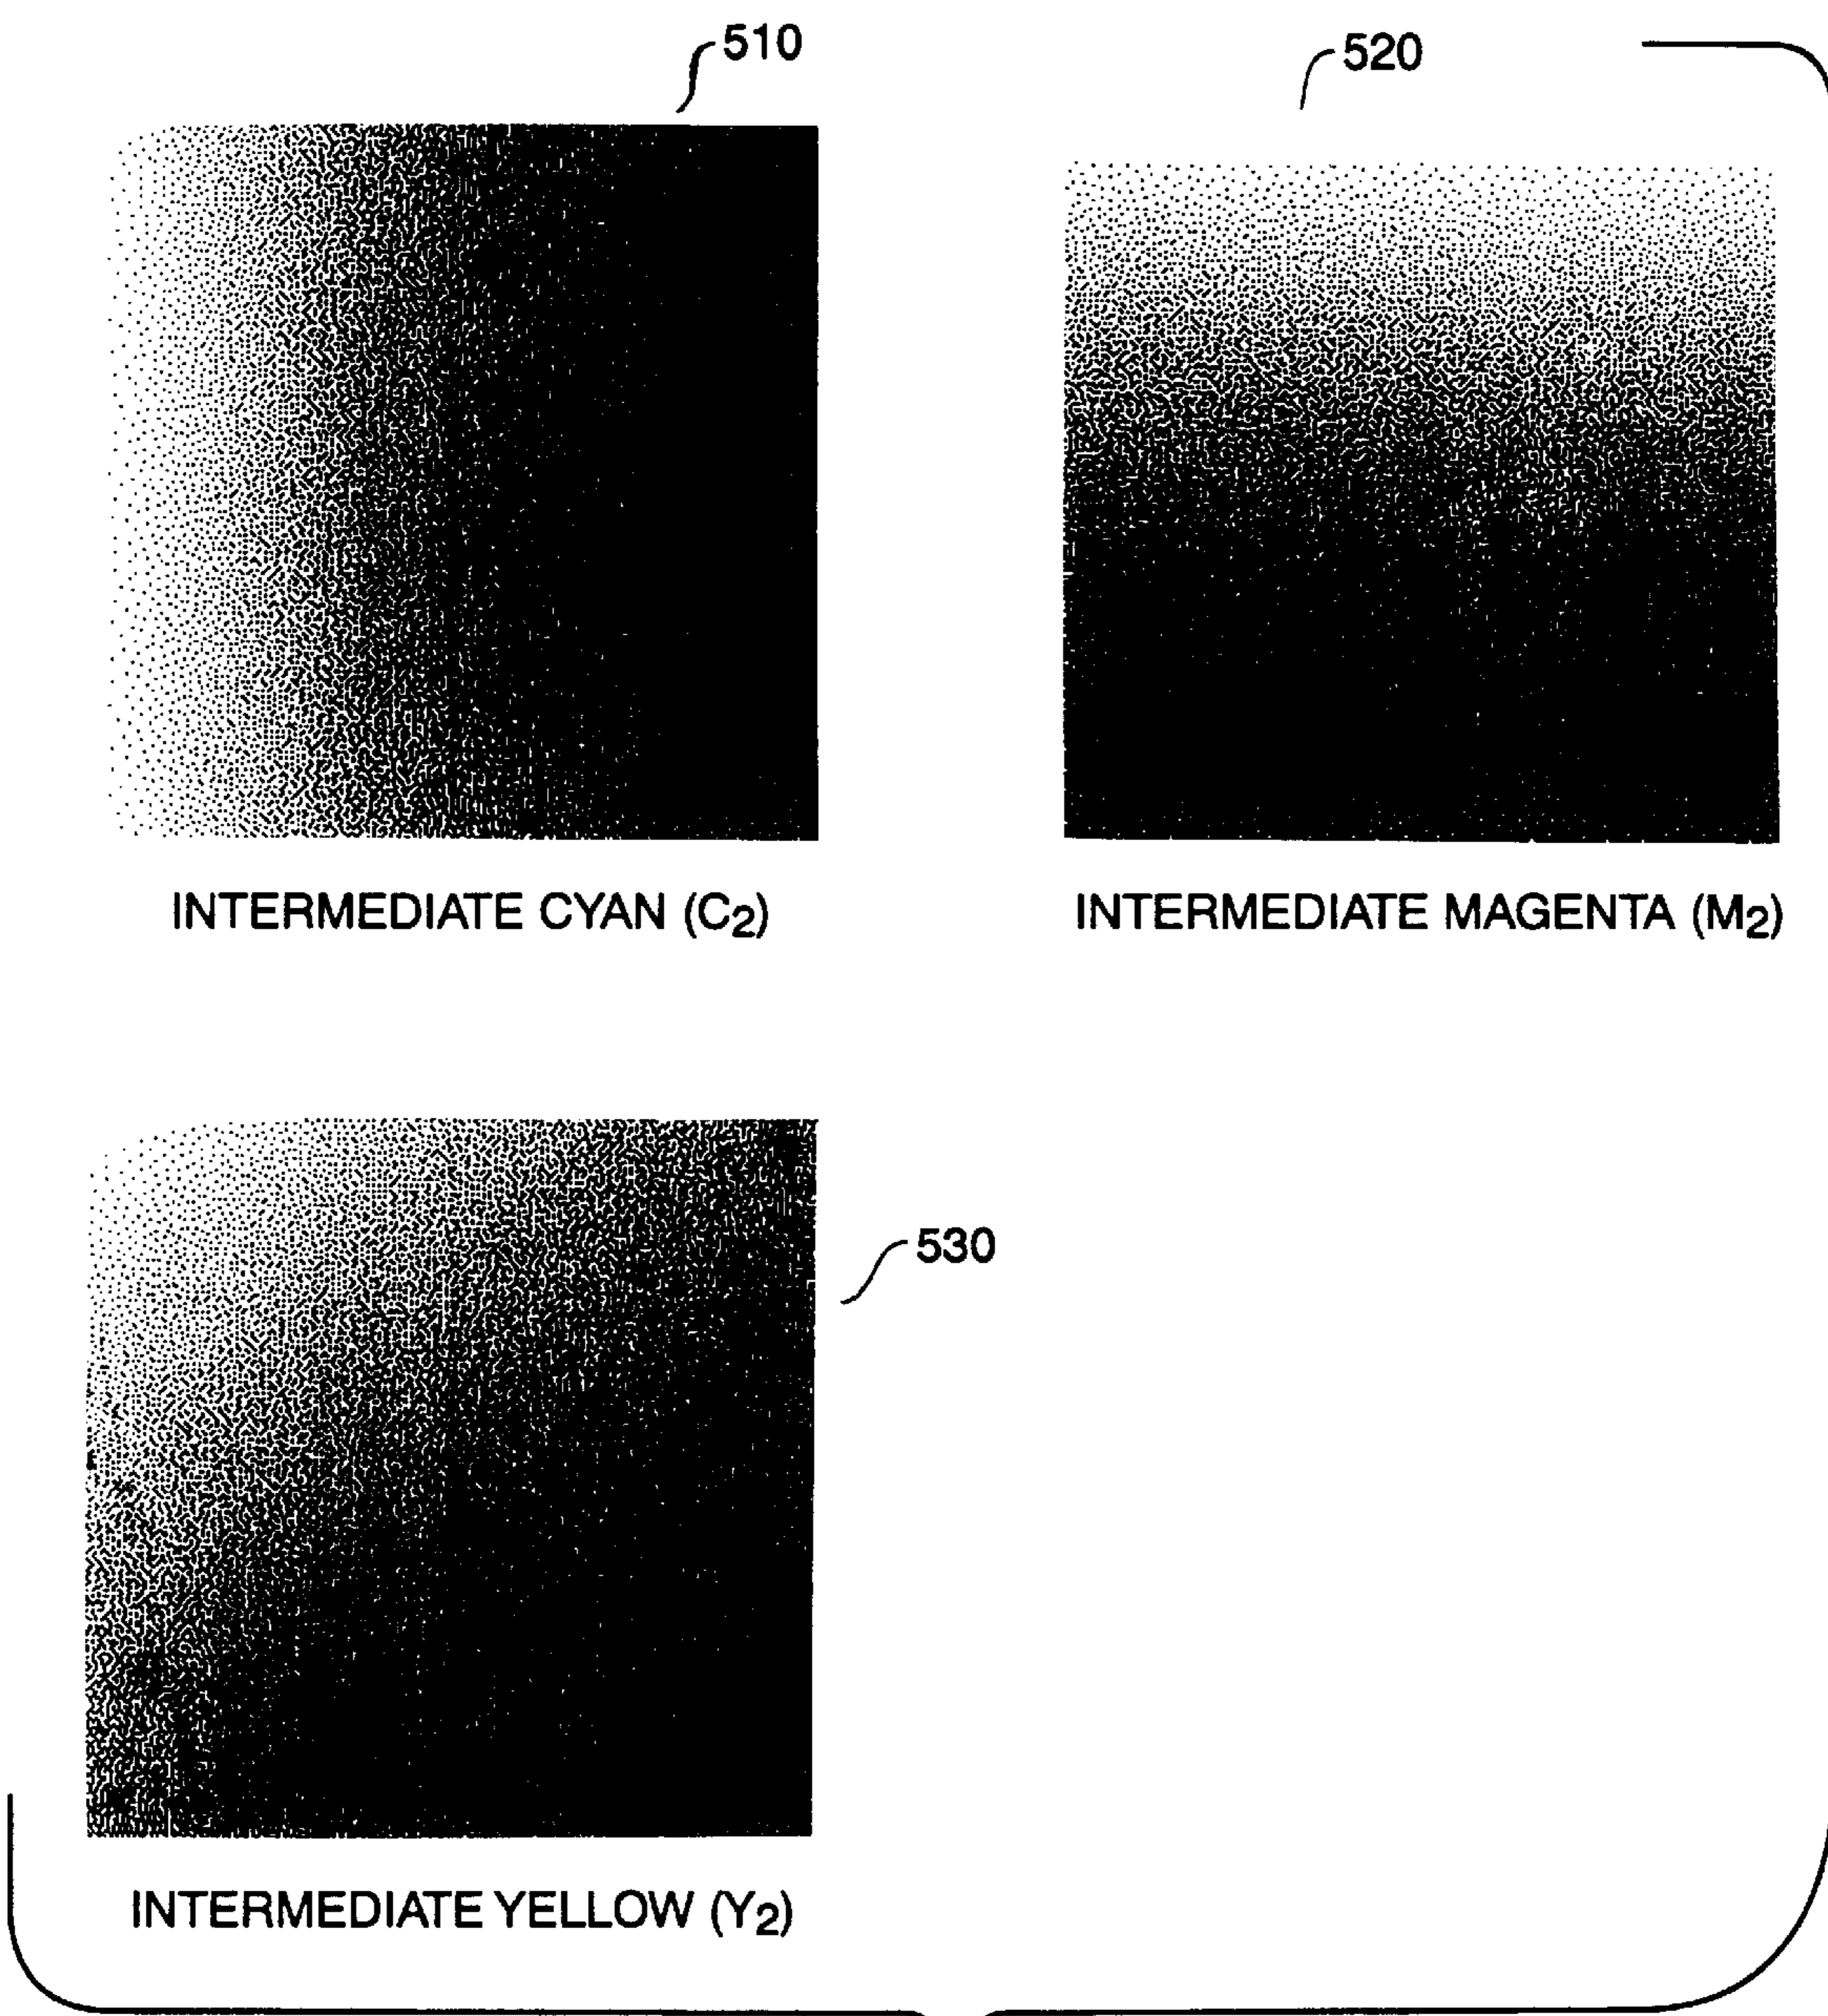 510
520
INTERMEDIATE CYAN (C2)
INTERMEDIATE MAGENTA (M2)
530
INTERMEDIATE YELLOW (Y2)